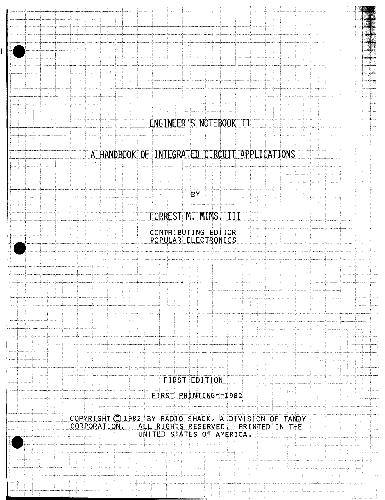 ENGINEER'S NOTEBOOK II
A HANDBOOK OF INTEGRATED CIRCUIT APPLICATIONS
BY
FORREST M. MIMS, III
CONTRIBUTING EDITOR
POPULAR ELECTRONICS
FIRST EDITION
FIRST PRINTING--1982
COPYRIGHT © 1982 BY RADIO SHACK, A DIVISION OF TANDY
CORPORATION. ALL RIGHTS RESERVED. PRINTED IN THE
UNITED STATES OF AMERICA.